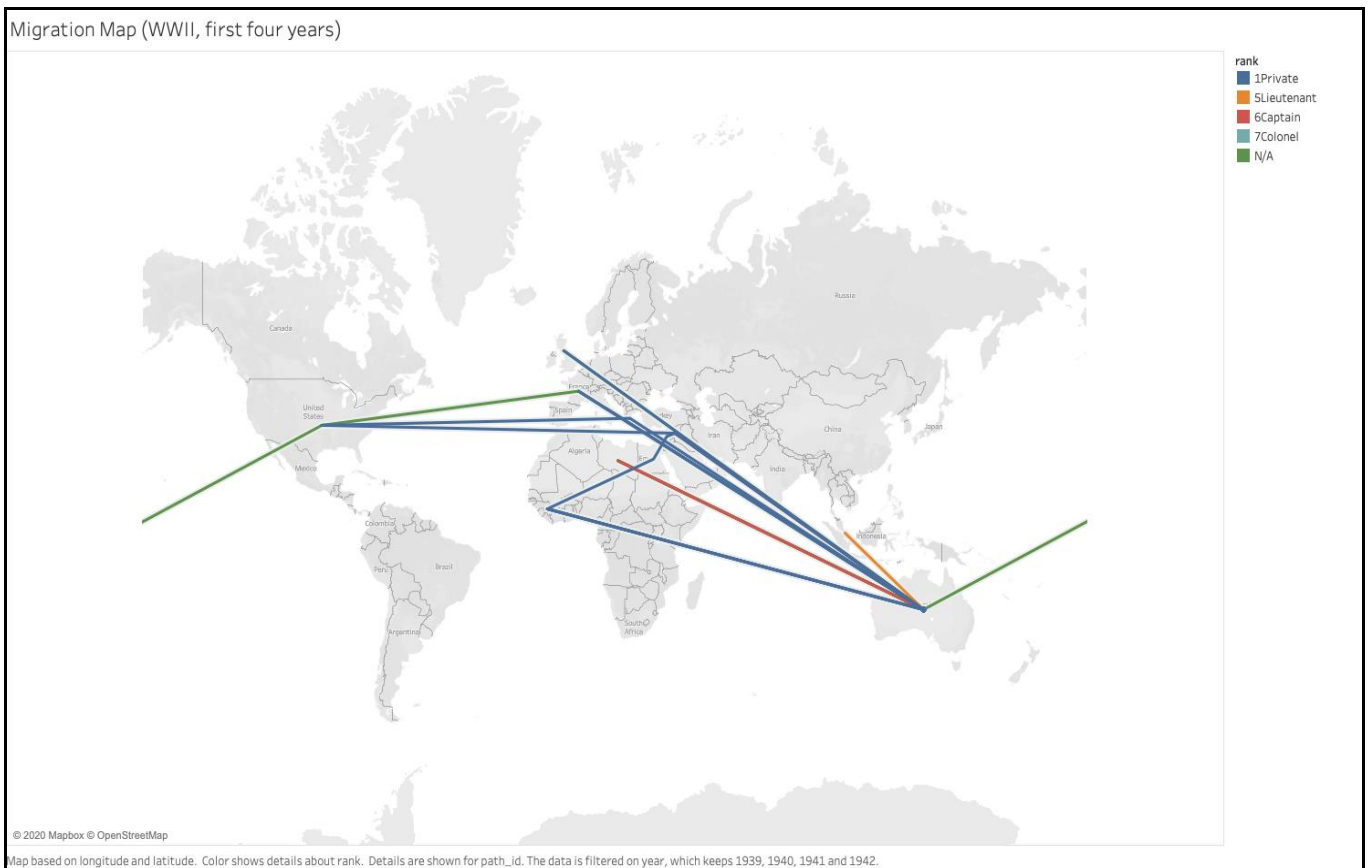 Migration Map (WWII, first four years)
rank
1Private
5Lieutenant
6Captain
7Colonel
N/A
Russia
Canada
France
United
States
Spain
key
Iran
China
Japan
Algeria
Mexico
India
Colombia
Indonesia
Peru
Brazil
South
Africa
Argentina
© 2020 Mapbox © OpenStreetMap
Map based on longitude and latitude. Color shows details about rank. Details are shown for path_id. The data is filtered on year, which keeps 1939, 1940, 1941 and 1942.